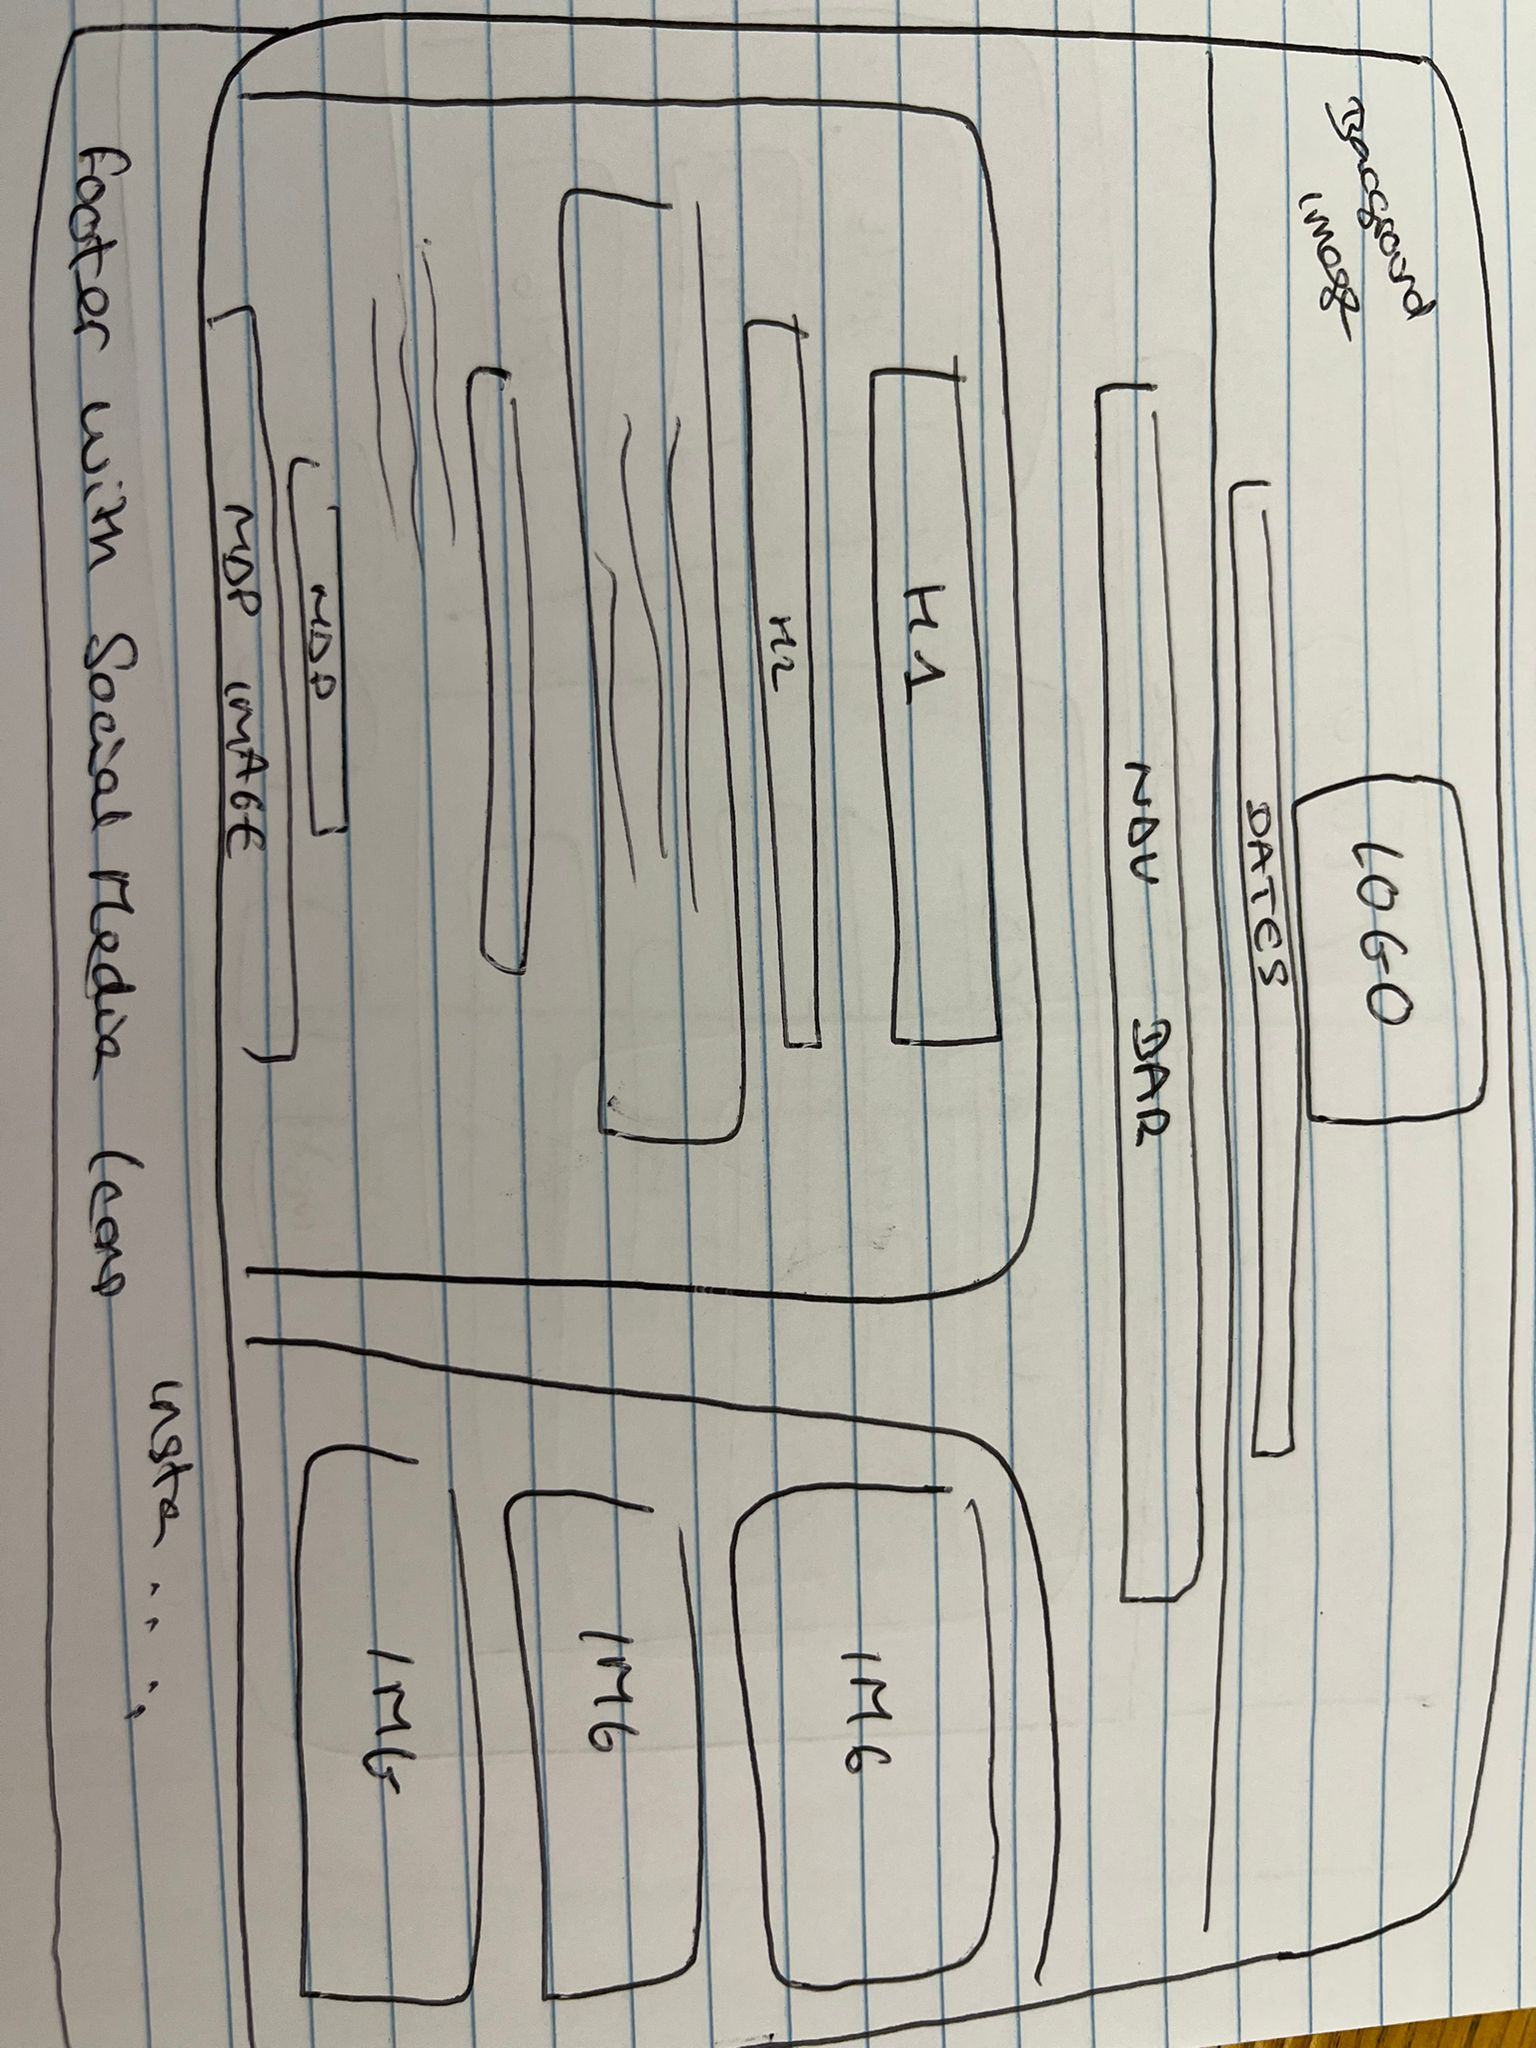 Bacground
image
LOGO
DATES
NAV BAR
H1
IMG
H2
IMG
IMG
MAP
MAP IMAGE
insta .....
footer with Social Media Icons